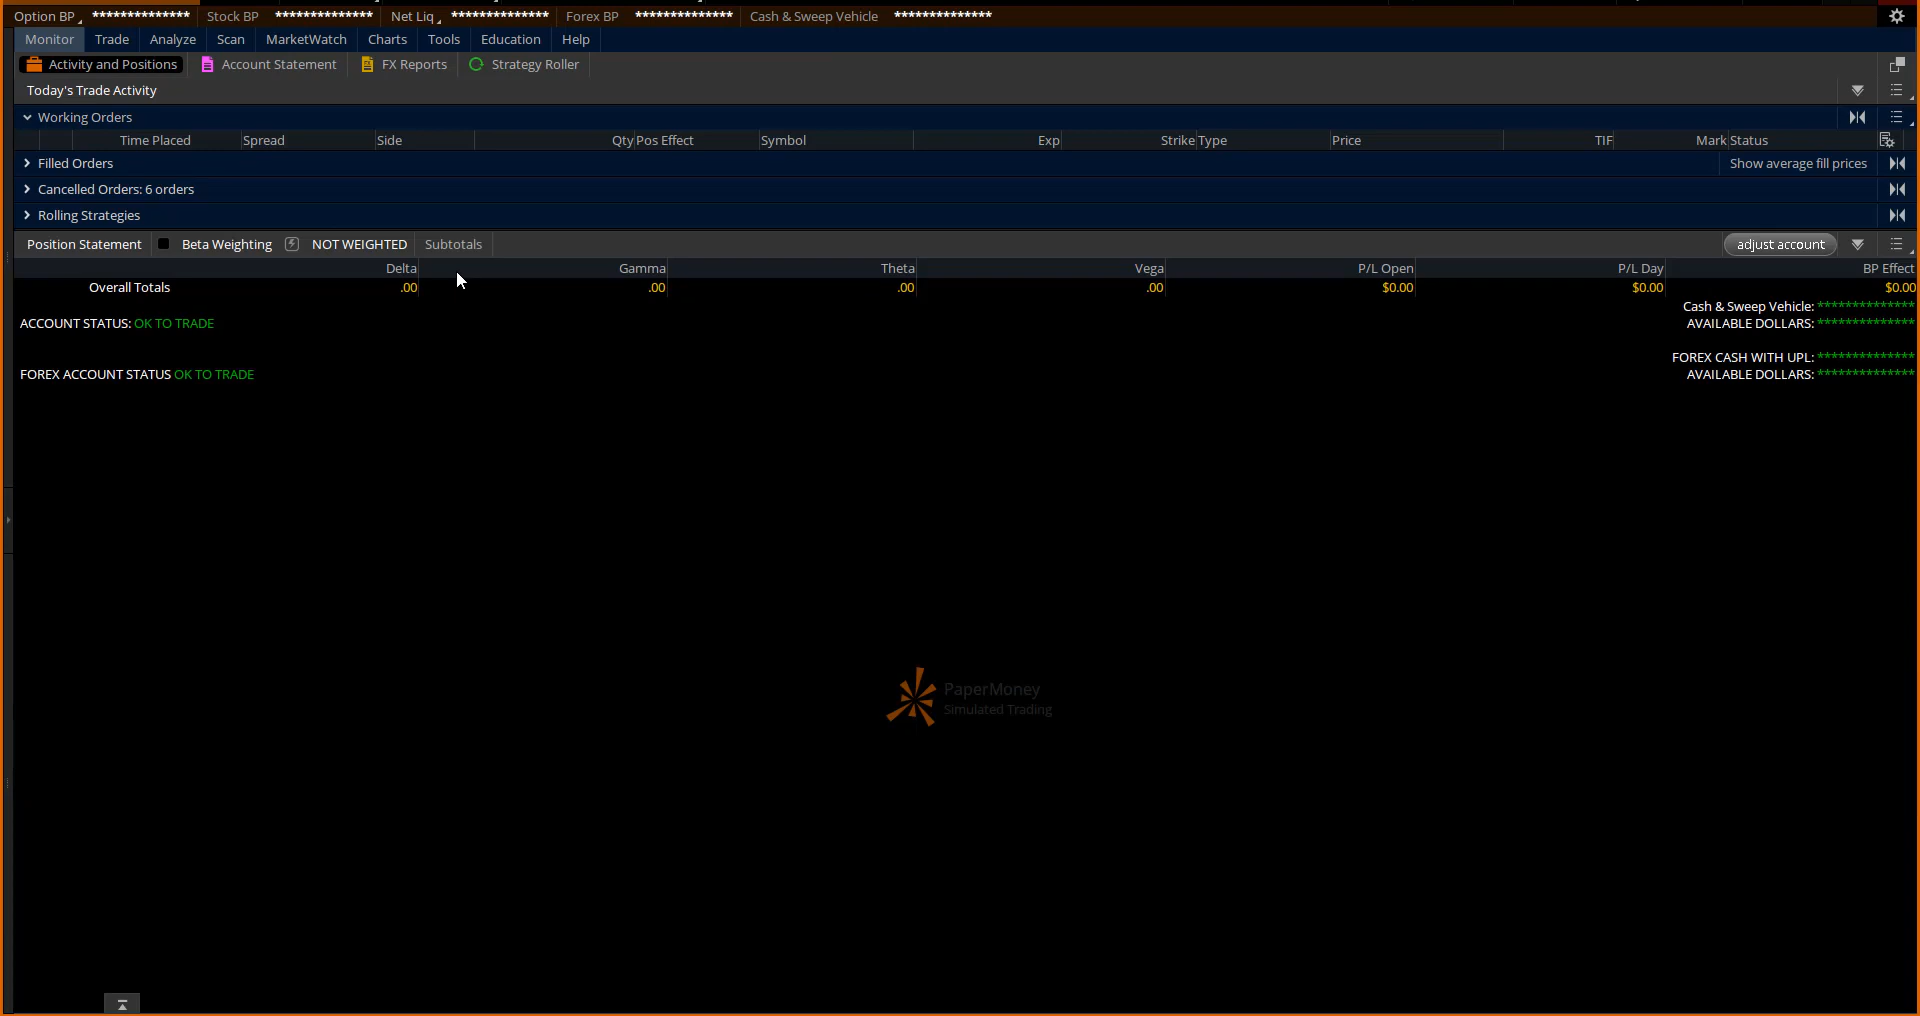 Option BP ************** Stock BP ************** Net Liq ************** Forex BP ************** Cash & Sweep Vehicle **************
Monitor Trade Analyze Scan MarketWatch Charts Tools Education Help
Activity and Positions Account Statement FX Reports Strategy Roller
Today's Trade Activity
Working Orders
Time Placed Spread Side Qty Pos Effect Symbol Exp Strike Type Price TIF Mark Status
Filled Orders Show average fill prices
Cancelled Orders: 6 orders
Rolling Strategies
Position Statement Beta Weighting NOT WEIGHTED Subtotals adjust account
Delta Gamma Theta Vega P/L Open P/L Day BP Effect
Overall Totals .00 .00 .00 .00 $0.00 $0.00 $0.00
Cash & Sweep Vehicle: **************
ACCOUNT STATUS: OK TO TRADE AVAILABLE DOLLARS: **************
FOREX CASH WITH UPL: **************
FOREX ACCOUNT STATUS OK TO TRADE AVAILABLE DOLLARS: **************
PaperMoney
Simulated Trading